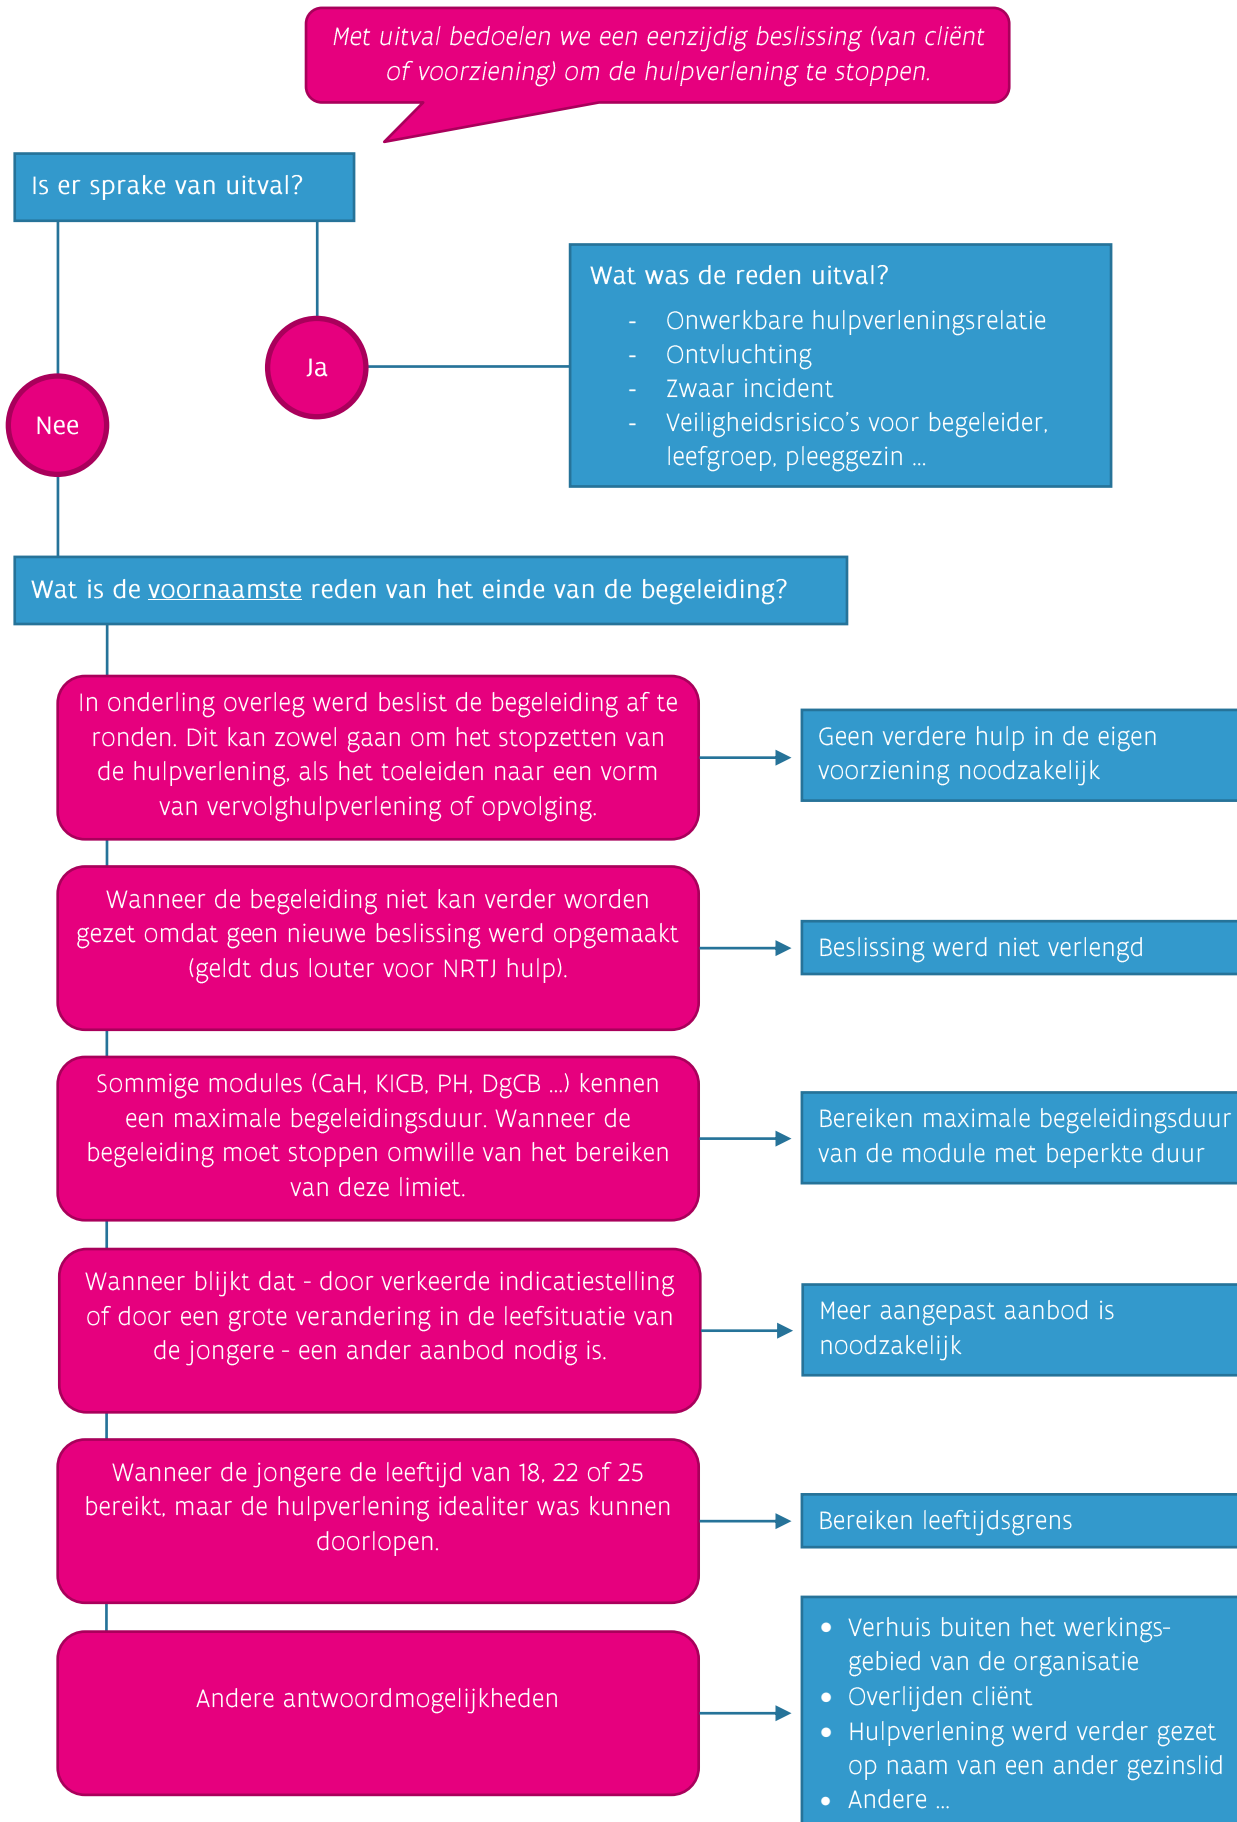 Met uitval bedoelen we een eenzijdig beslissing (van cliënt
of voorziening) om de hulpverlening te stoppen.
Is er sprake van uitval?
Wat was de reden uitval?
- Onwerkbare hulpverleningsrelatie
- Ontvluchting
- Zwaar incident
- Veiligheidsrisico's voor begeleider,
leefgroep, pleeggezin ...
Ja
Nee
Wat is de voornaamste reden van het einde van de begeleiding?
In onderling overleg werd beslist de begeleiding af te
ronden. Dit kan zowel gaan om het stopzetten van
de hulpverlening, als het toeleiden naar een vorm
van vervolghulpverlening of opvolging.
Geen verdere hulp in de eigen
voorziening noodzakelijk
Wanneer de begeleiding niet kan verder worden
gezet omdat geen nieuwe beslissing werd opgemaakt
(geldt dus louter voor NRTJ hulp).
Beslissing werd niet verlengd
Sommige modules (CaH, KICB, PH, DgCB ...) kennen
een maximale begeleidingsduur. Wanneer de
begeleiding moet stoppen omwille van het bereiken
van deze limiet.
Bereiken maximale begeleidingsduur
van de module met beperkte duur
Wanneer blijkt dat - door verkeerde indicatiestelling
of door een grote verandering in de leefsituatie van
de jongere - een ander aanbod nodig is.
Meer aangepast aanbod is
noodzakelijk
Wanneer de jongere de leeftijd van 18, 22 of 25
bereikt, maar de hulpverlening idealiter was kunnen
doorlopen.
Bereiken leeftijdsgrens
Andere antwoordmogelijkheden
• Verhuis buiten het werkings-
gebied van de organisatie
• Overlijden cliënt
• Hulpverlening werd verder gezet
op naam van een ander gezinslid
• Andere ...